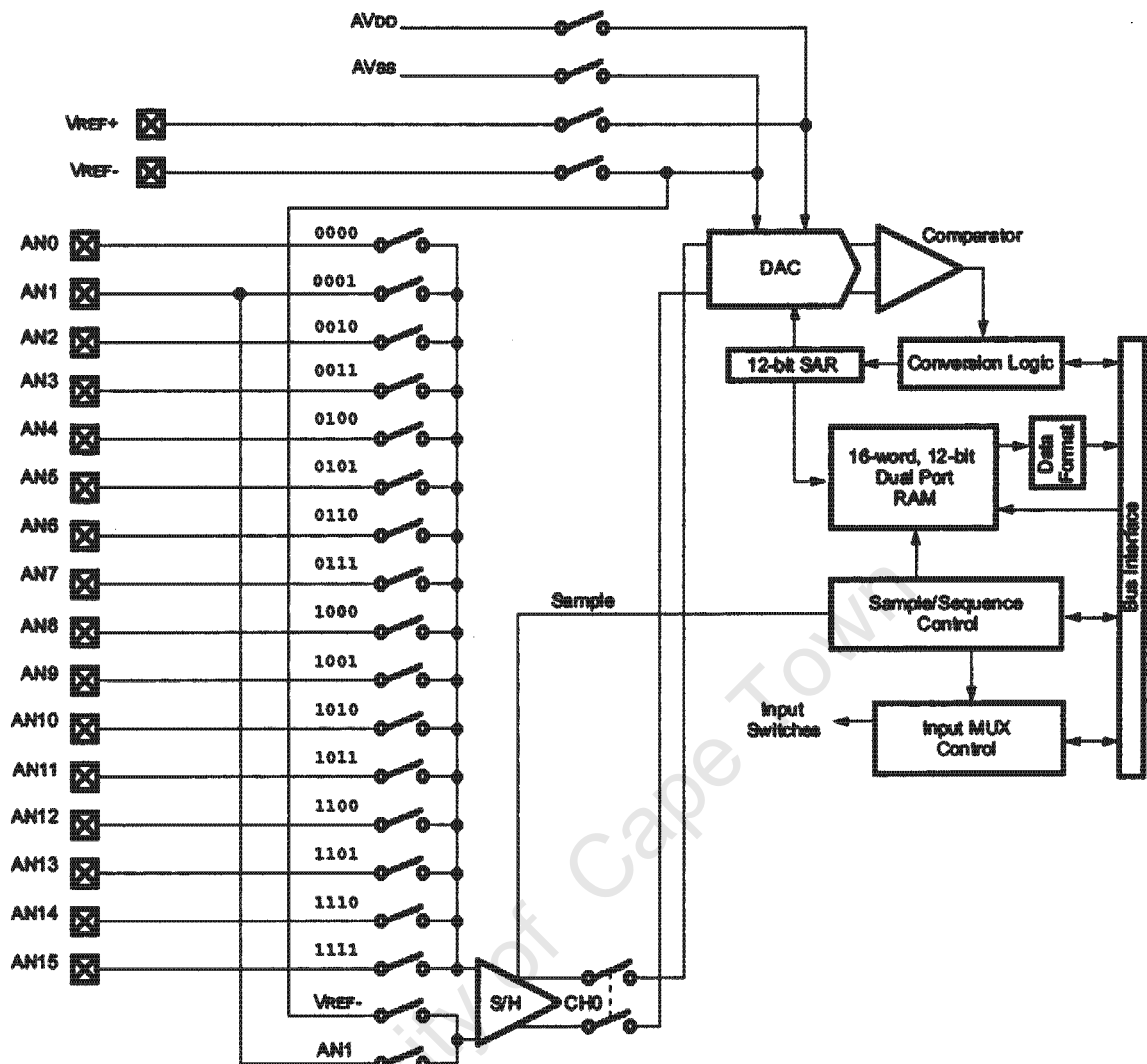 AVDD
AVSS
VREF+
VREF-
AN0 0000
AN1 0001
AN2 0010
AN3 0011
AN4 0100
AN5 0101
AN6 0110
AN7 0111
AN8 1000
AN9 1001
AN10 1010
AN11 1011
AN12 1100
AN13 1101
AN14 1110
AN15 1111
VREF-
AN1
S/H
CH0
DAC
Comparator
12-bit SAR
Conversion Logic
16-word, 12-bit
Dual Port
RAM
Data
Format
Bus Interface
Sample
Sample/Sequence
Control
Input
Switches
Input MUX
Control
of Cape Town